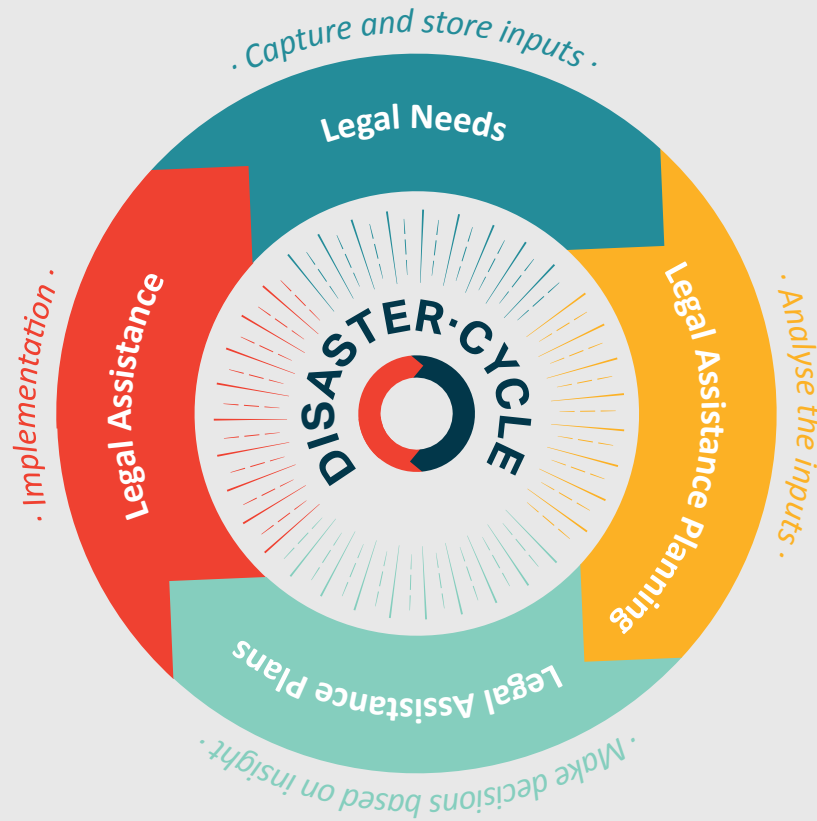 · Capture and store inputs ·
Legal Needs
· Analyse the inputs ·
Legal Assistance Planning
· Make decisions based on insight ·
Legal Assistance Plans
· Implementation ·
Legal Assistance
DISASTER·CYCLE